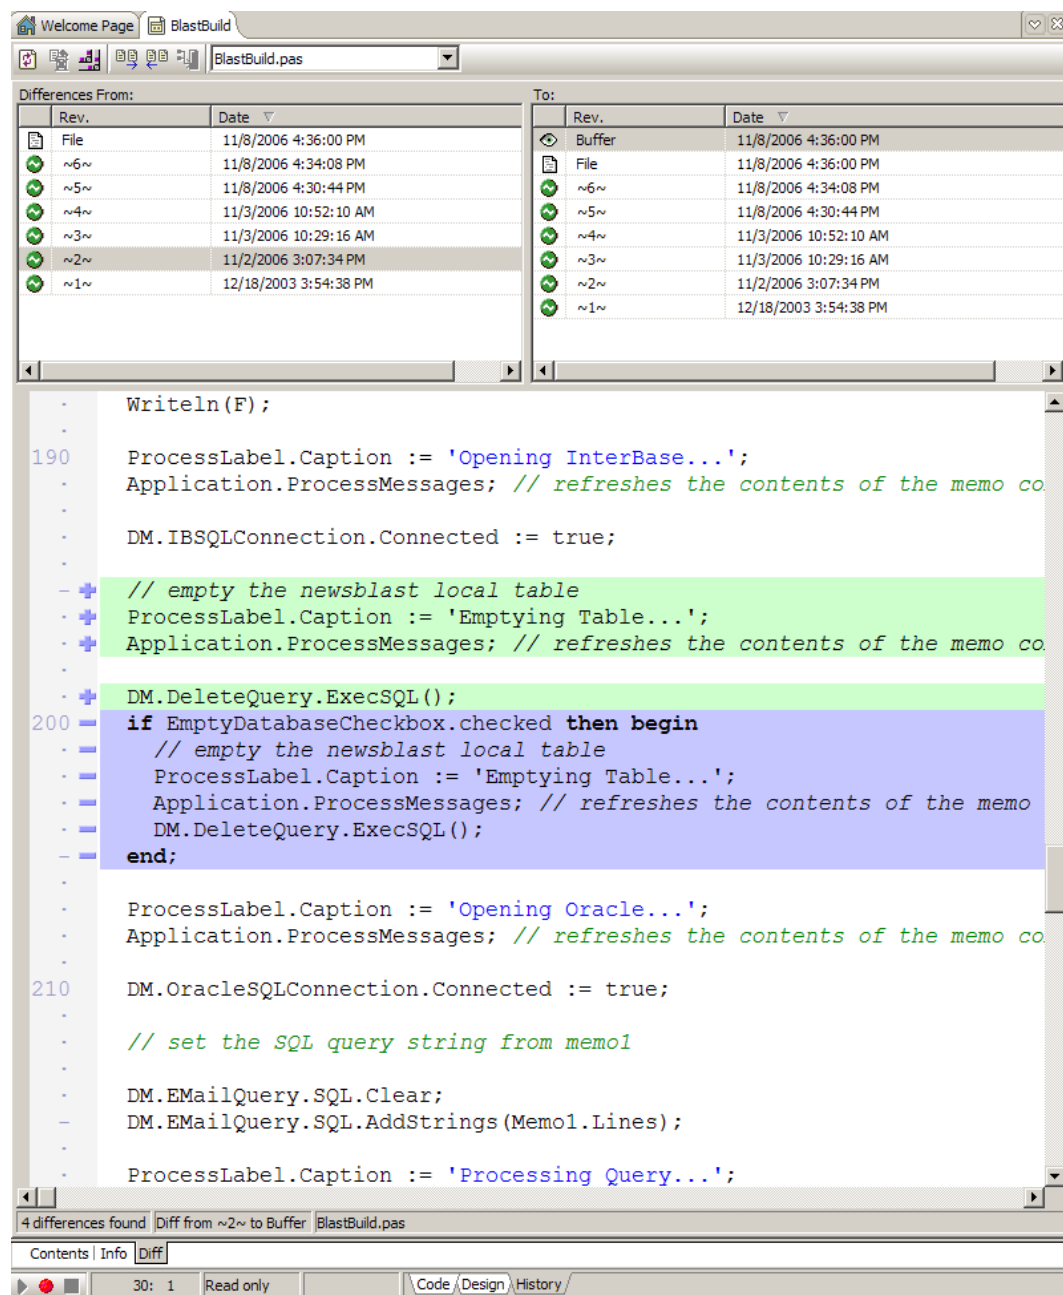 Welcome Page BlastBuild
BlastBuild.pas
Differences From: To:
Rev. Date
File 11/8/2006 4:36:00 PM
~6~ 11/8/2006 4:34:08 PM
~5~ 11/8/2006 4:30:44 PM
~4~ 11/3/2006 10:52:10 AM
~3~ 11/3/2006 10:29:16 AM
~2~ 11/2/2006 3:07:34 PM
~1~ 12/18/2003 3:54:38 PM
Rev. Date
Buffer 11/8/2006 4:36:00 PM
File 11/8/2006 4:36:00 PM
~6~ 11/8/2006 4:34:08 PM
~5~ 11/8/2006 4:30:44 PM
~4~ 11/3/2006 10:52:10 AM
~3~ 11/3/2006 10:29:16 AM
~2~ 11/2/2006 3:07:34 PM
~1~ 12/18/2003 3:54:38 PM
Writeln(F);
190 ProcessLabel.Caption := 'Opening InterBase...';
Application.ProcessMessages; // refreshes the contents of the memo co
DM.IBSQLConnection.Connected := true;
// empty the newsblast local table
ProcessLabel.Caption := 'Emptying Table...';
Application.ProcessMessages; // refreshes the contents of the memo co
DM.DeleteQuery.ExecSQL();
200 if EmptyDatabaseCheckbox.checked then begin
// empty the newsblast local table
ProcessLabel.Caption := 'Emptying Table...';
Application.ProcessMessages; // refreshes the contents of the memo
DM.DeleteQuery.ExecSQL();
end;
ProcessLabel.Caption := 'Opening Oracle...';
Application.ProcessMessages; // refreshes the contents of the memo co
210 DM.OracleSQLConnection.Connected := true;
// set the SQL query string from memo1
DM.EMailQuery.SQL.Clear;
DM.EMailQuery.SQL.AddStrings(Memo1.Lines);
ProcessLabel.Caption := 'Processing Query...';
4 differences found Diff from ~2~ to Buffer BlastBuild.pas
Contents Info Diff
30: 1 Read only Code Design History